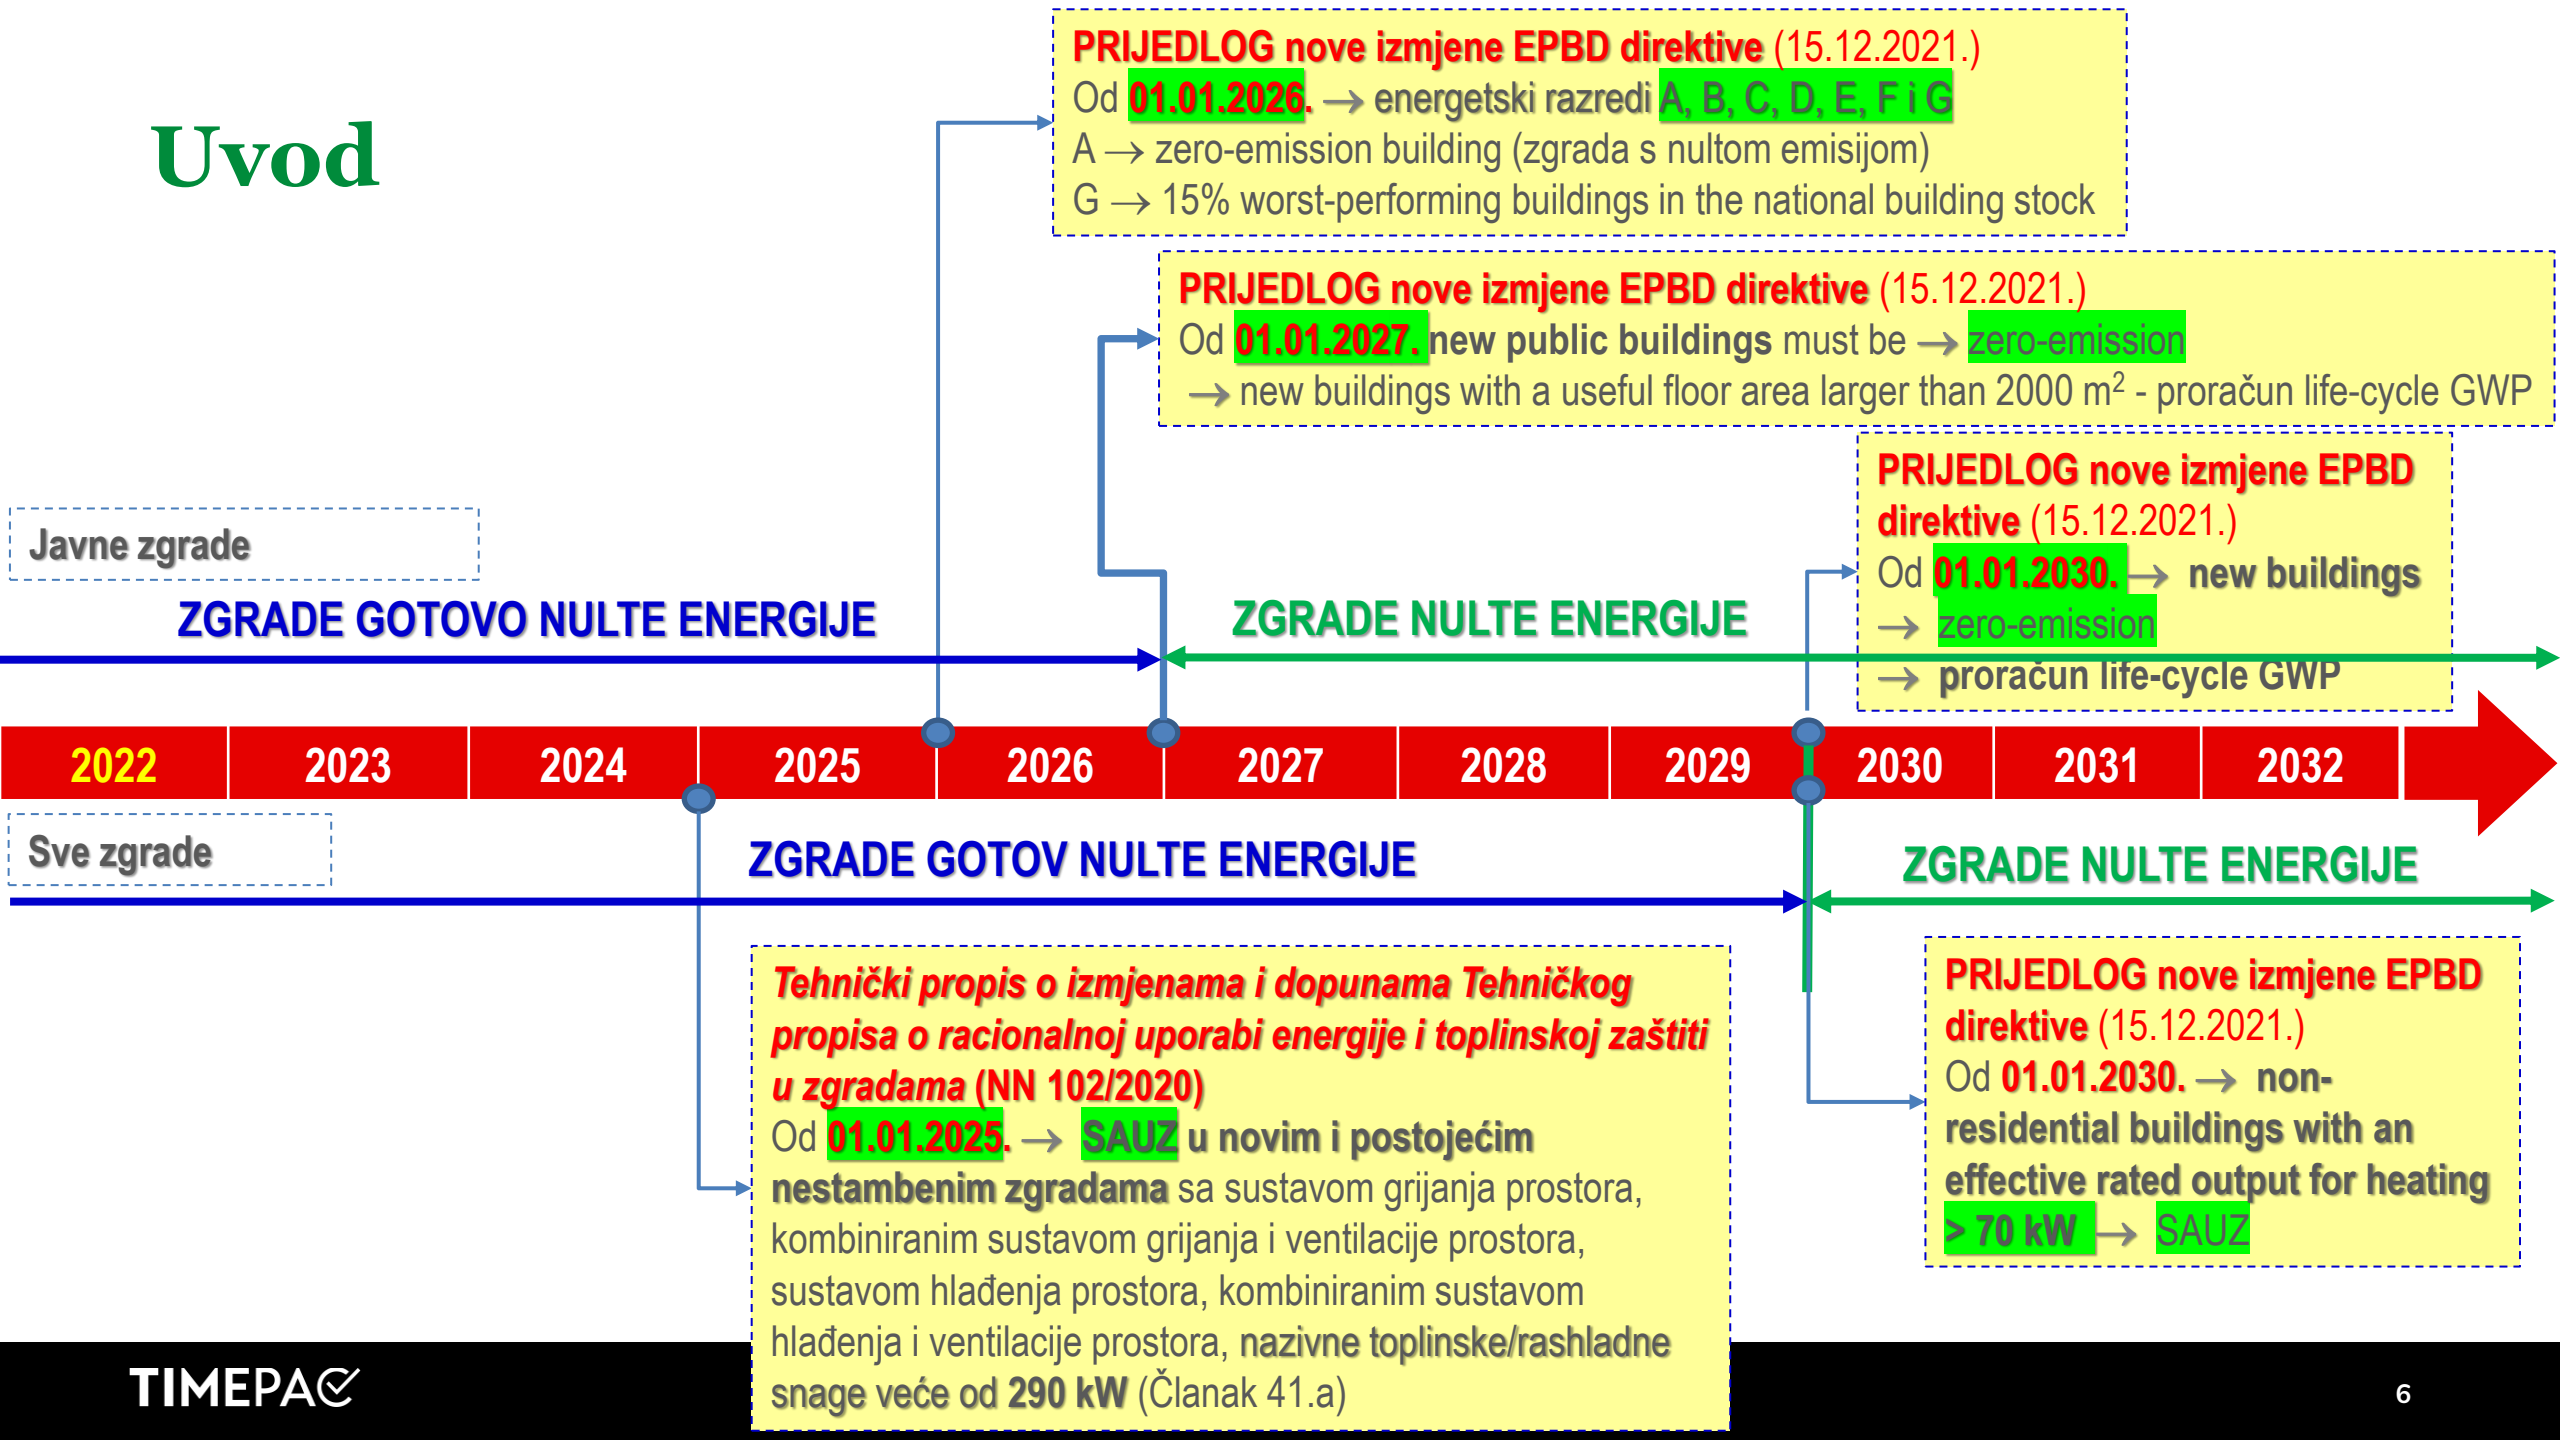 Uvod
PRIJEDLOG nove izmjene EPBD direktive (15.12.2021.)
Od 01.01.2026. → energetski razredi A, B, C, D, E, F i G
A → zero-emission building (zgrada s nultom emisijom)
G → 15% worst-performing buildings in the national building stock
PRIJEDLOG nove izmjene EPBD direktive (15.12.2021.)
Od 01.01.2027. new public buildings must be → zero-emission
→ new buildings with a useful floor area larger than 2000 m² - proračun life-cycle GWP
PRIJEDLOG nove izmjene EPBD
direktive (15.12.2021.)
Od 01.01.2030. → new buildings
→ zero-emission
→ proračun life-cycle GWP
Javne zgrade
ZGRADE GOTOVO NULTE ENERGIJE
ZGRADE NULTE ENERGIJE
2022 2023 2024 2025 2026 2027 2028 2029 2030 2031 2032
Sve zgrade
ZGRADE GOTOV NULTE ENERGIJE
ZGRADE NULTE ENERGIJE
Tehnički propis o izmjenama i dopunama Tehničkog
propisa o racionalnoj uporabi energije i toplinskoj zaštiti
u zgradama (NN 102/2020)
Od 01.01.2025. → SAUZ u novim i postojećim
nestambenim zgradama sa sustavom grijanja prostora,
kombiniranim sustavom grijanja i ventilacije prostora,
sustavom hlađenja prostora, kombiniranim sustavom
hlađenja i ventilacije prostora, nazivne toplinske/rashladne
snage veće od 290 kW (Članak 41.a)
PRIJEDLOG nove izmjene EPBD
direktive (15.12.2021.)
Od 01.01.2030. → non-
residential buildings with an
effective rated output for heating
> 70 kW → SAUZ
TIMEPAC
6